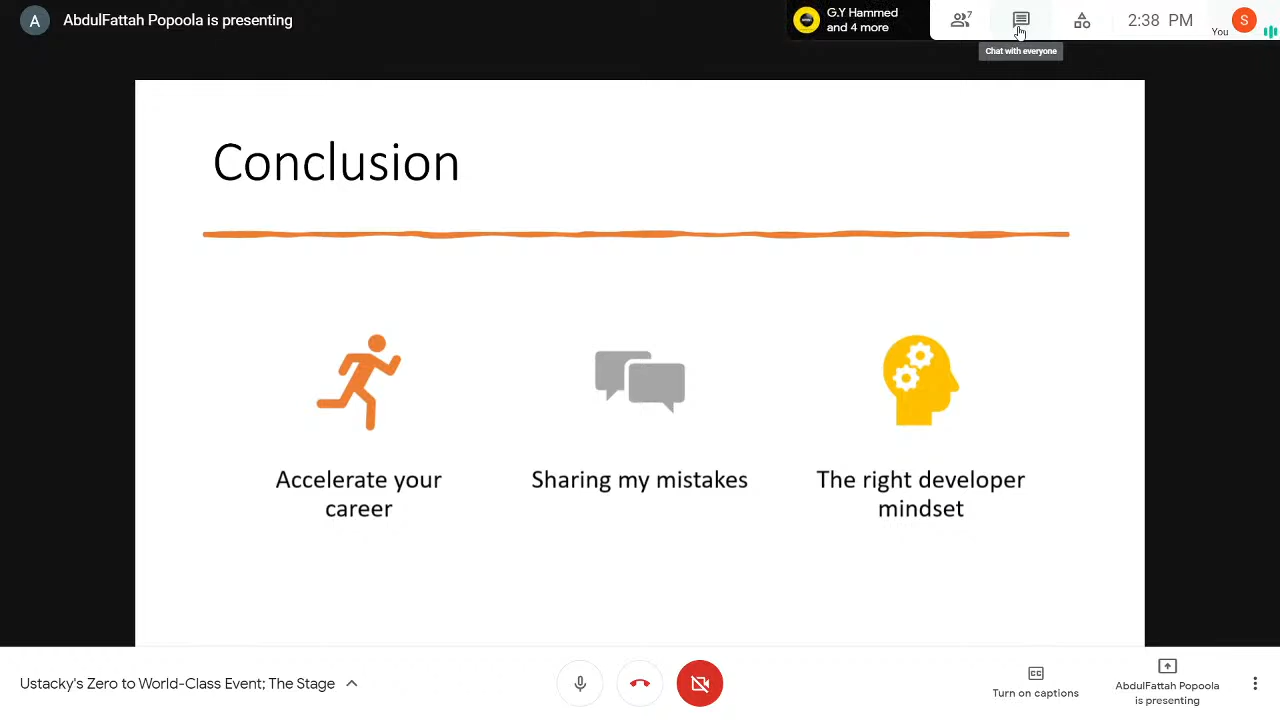 A
AbdulFattah Popoola is presenting
G.Y Hammed
and 4 more
7
2:38 PM
You
S
Chat with everyone
Conclusion
Accelerate your
career
Sharing my mistakes
The right developer
mindset
Ustacky's Zero to World-Class Event; The Stage
CC
Turn on captions
AbdulFattah Popoola
is presenting